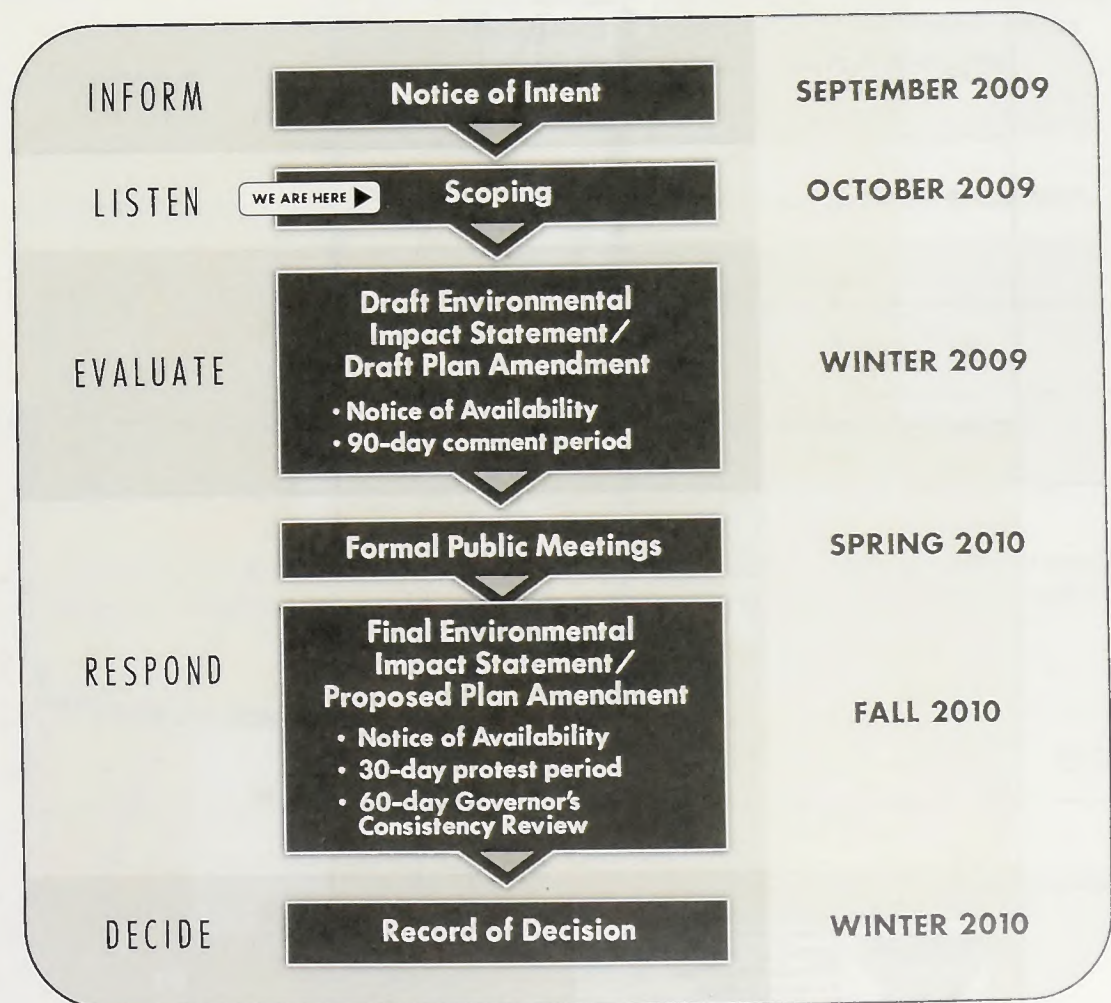 INFORM
Notice of Intent
SEPTEMBER 2009
LISTEN
WE ARE HERE
Scoping
OCTOBER 2009
EVALUATE
Draft Environmental
Impact Statement/
Draft Plan Amendment
• Notice of Availability
• 90-day comment period
WINTER 2009
RESPOND
Formal Public Meetings
SPRING 2010
Final Environmental
Impact Statement/
Proposed Plan Amendment
• Notice of Availability
• 30-day protest period
• 60-day Governor's
Consistency Review
FALL 2010
DECIDE
Record of Decision
WINTER 2010